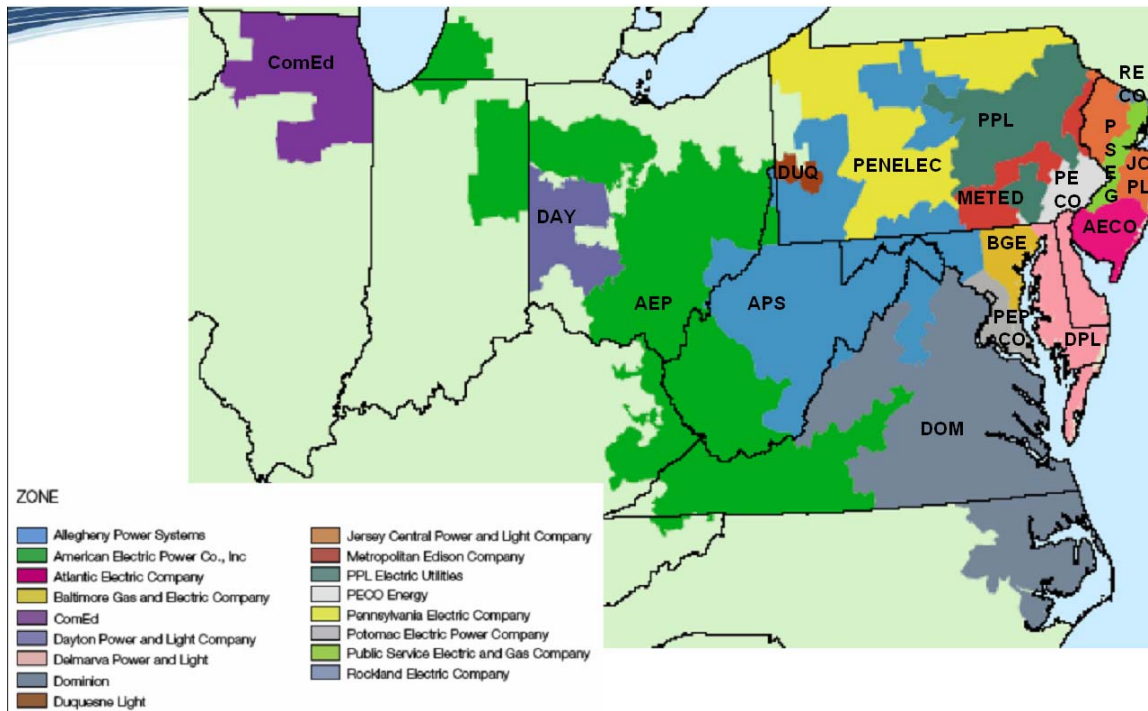 ComEd
RE
CO
PPL
P
S
E
G
DUQ
PENELEC
PE
CO
JC
PL
METED
DAY
AECO
BGE
AEP
APS
PEP
CO
DPL
DOM
ZONE
Allegheny Power Systems
American Electric Power Co., Inc
Atlantic Electric Company
Baltimore Gas and Electric Company
ComEd
Dayton Power and Light Company
Delmarva Power and Light
Dominion
Duquesne Light
Jersey Central Power and Light Company
Metropolitan Edison Company
PPL Electric Utilities
PECO Energy
Pennsylvania Electric Company
Potomac Electric Power Company
Public Service Electric and Gas Company
Rockland Electric Company